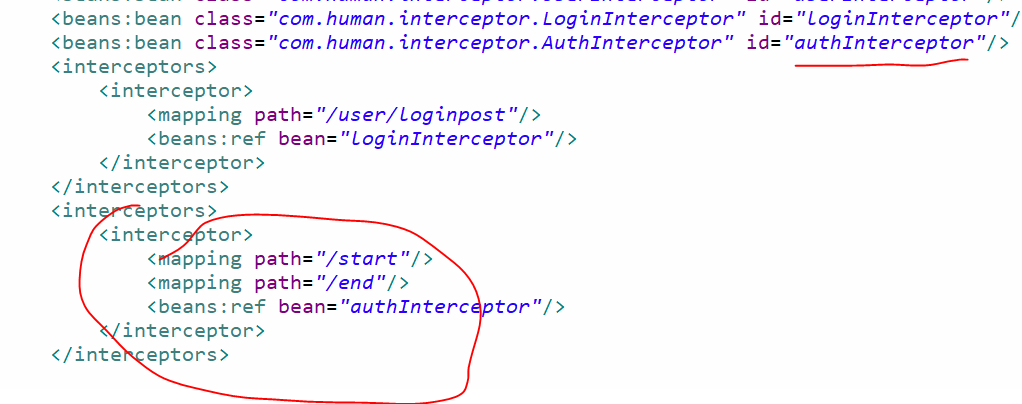 <beans:bean class="com.human.interceptor.LoginInterceptor" id="loginInterceptor"/
<beans:bean class="com.human.interceptor.AuthInterceptor" id="authInterceptor"/>
<interceptors>
<interceptor>
<mapping path="/user/loginpost"/>
<beans:ref bean="loginInterceptor"/>
</interceptor>
</interceptors>
<interceptors>
<interceptor>
<mapping path="/start"/>
<mapping path="/end"/>
<beans:ref bean="authInterceptor"/>
</interceptor>
</interceptors>